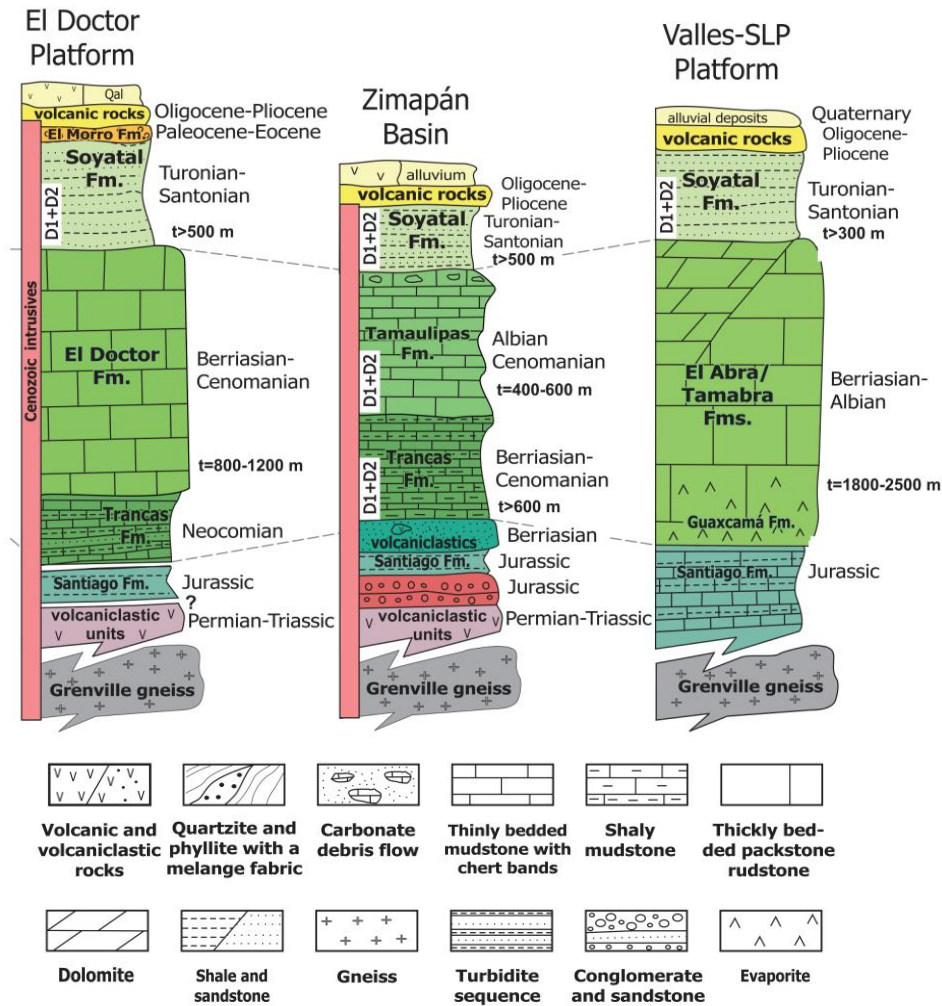 El Doctor
Platform
Qal
volcanic rocks
Oligocene-Pliocene
El Morro Fm.
Paleocene-Eocene
Soyatal
Fm.
D1+D2
Turonian-
Santonian
t>500 m
Cenozoic intrusives
El Doctor
Fm.
Berriasian-
Cenomanian
t=800-1200 m
Trancas
Fm.
Neocomian
Santiago Fm.
Jurassic
?
volcaniclastic
units
Permian-Triassic
Grenville gneiss
Zimapán
Basin
alluvium
volcanic rocks
Oligocene-
Pliocene
Soyatal
Fm.
D1+D2
Turonian-
Santonian
t>500 m
Tamaulipas
Fm.
D1+D2
Albian
Cenomanian
t=400-600 m
Trancas
Fm.
D1+D2
Berriasian-
Cenomanian
t>600 m
volcaniclastics
Berriasian
Santiago Fm.
Jurassic
Jurassic
volcaniclastic
units
Permian-Triassic
Grenville gneiss
Valles-SLP
Platform
alluvial deposits
Quaternary
volcanic rocks
Oligocene-
Pliocene
Soyatal
Fm.
D1+D2
Turonian-
Santonian
t>300 m
El Abra/
Tamabra
Fms.
Berriasian-
Albian
t=1800-2500 m
Guaxcamá Fm.
Santiago Fm.
Jurassic
Grenville gneiss
Volcanic and
volcaniclastic
rocks
Quartzite and
phyllite with a
melange fabric
Carbonate
debris flow
Thinly bedded
mudstone with
chert bands
Shaly
mudstone
Thickly bed-
ded packstone
rudstone
Dolomite
Shale and
sandstone
Gneiss
Turbidite
sequence
Conglomerate
and sandstone
Evaporite